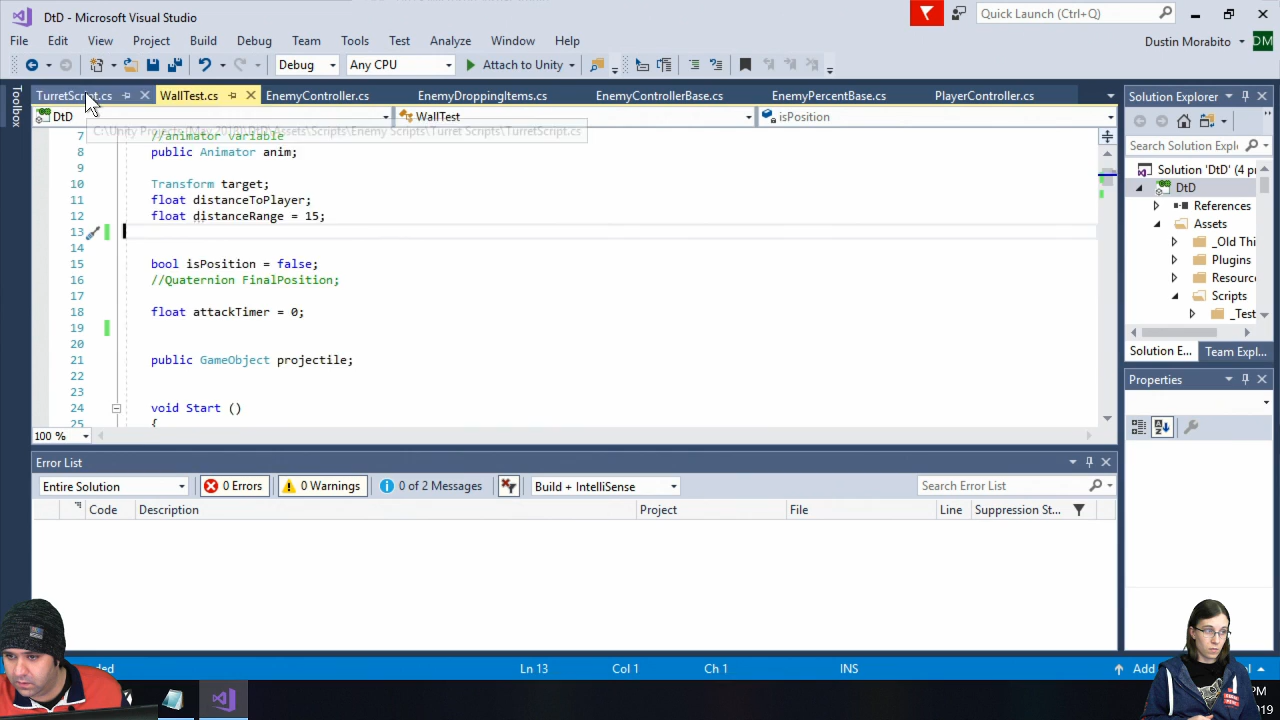 DtD - Microsoft Visual Studio
Quick Launch (Ctrl+Q)
File Edit View Project Build Debug Team Tools Test Analyze Window Help
Dustin Morabito DM
Debug Any CPU Attach to Unity
Toolbox
TurretScript.cs WallTest.cs EnemyController.cs EnemyDroppingItems.cs EnemyControllerBase.cs EnemyPercentBase.cs PlayerController.cs
DtD WallTest isPosition
C:\Unity Projects(May 2018)\DtD\Assets\Scripts\Enemy Scripts\Turret Scripts\TurretScript.cs
7 //animator variable
8 public Animator anim;
9
10 Transform target;
11 float distanceToPlayer;
12 float distanceRange = 15;
13
14
15 bool isPosition = false;
16 //Quaternion FinalPosition;
17
18 float attackTimer = 0;
19
20
21 public GameObject projectile;
22
23
24 void Start ()
25 {
100 %
Solution Explorer
Search Solution Explo
Solution 'DtD' (4 p
DtD
References
Assets
_Old Thi
Plugins
Resourc
Scripts
_Test
Solution E... Team Expl...
Properties
Error List
Entire Solution 0 Errors 0 Warnings 0 of 2 Messages Build + IntelliSense Search Error List
Code Description Project File Line Suppression St...
Ln 13 Col 1 Ch 1 INS Add